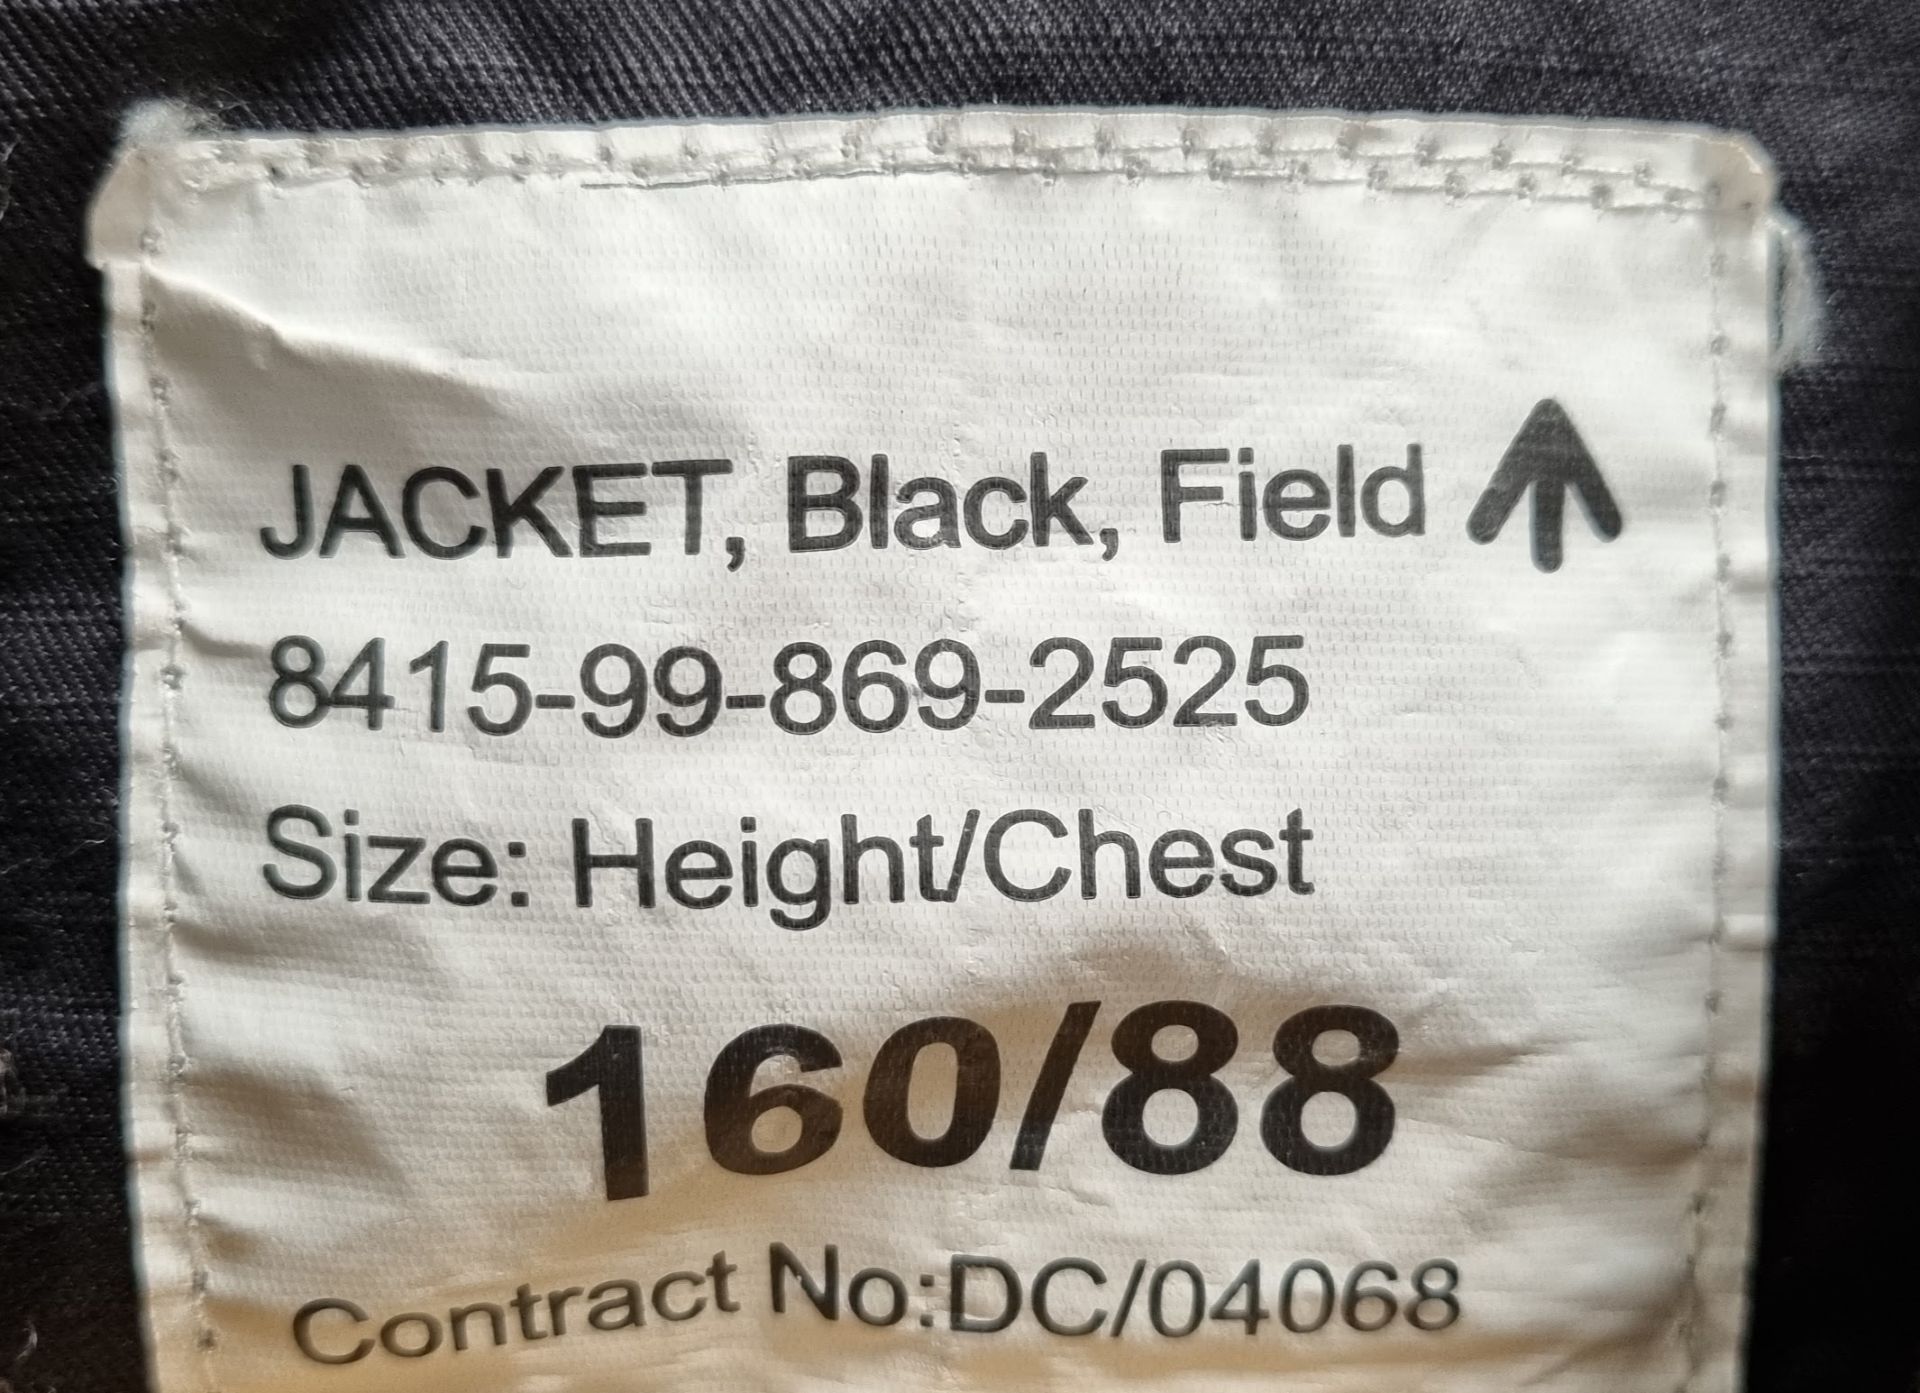 JACKET, Black, Field
8415-99-869-2525
Size: Height/Chest
160/88
Contract No:DC/04068